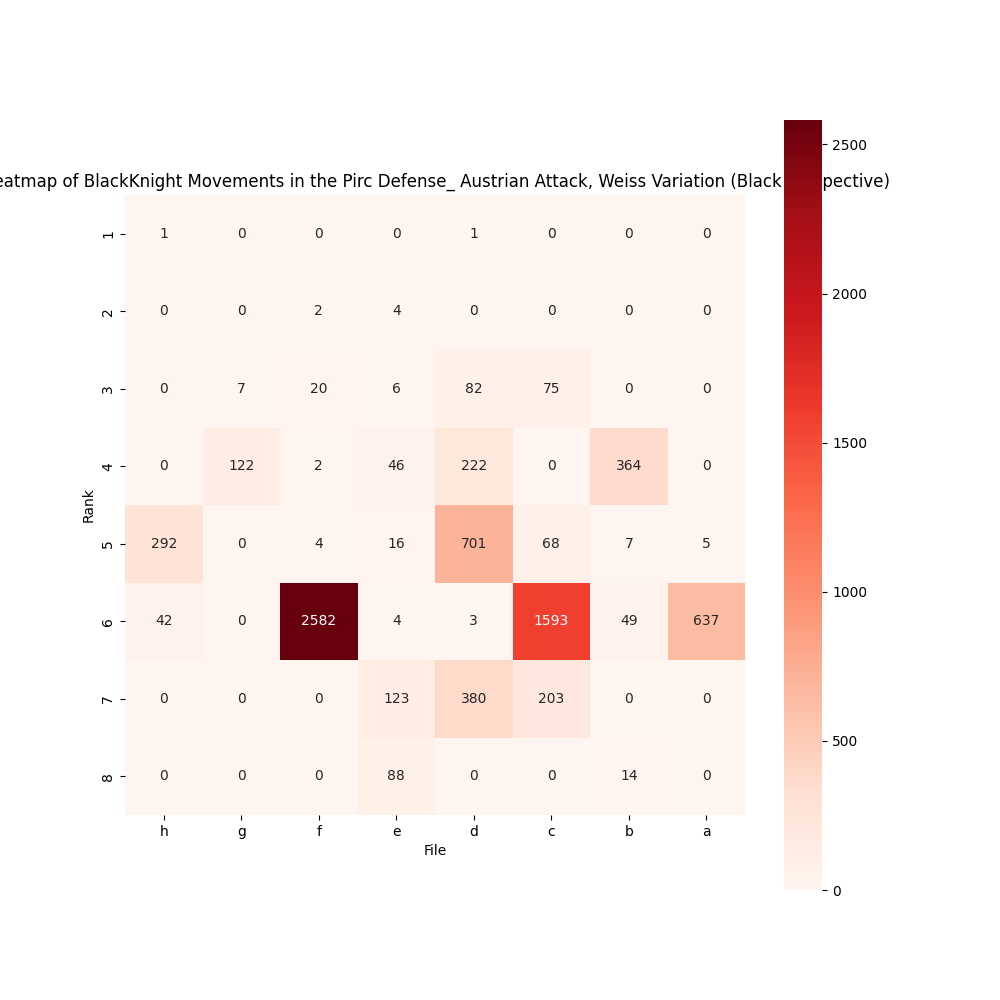 eatmap of BlackKnight Movements in the Pirc Defense_ Austrian Attack, Weiss Variation (Black pective)
2500
1 1 0 0 0 1 0 0 0
2 0 0 2 4 0 0 0 0
2000
3 0 7 20 6 82 75 0 0
4 0 122 2 46 222 0 364 0
1500
Rank
5 292 0 4 16 701 68 7 5
1000
6 42 0 2582 4 3 1593 49 637
7 0 0 0 123 380 203 0 0
500
8 0 0 0 88 0 0 14 0
h g f e d c b a
File
0